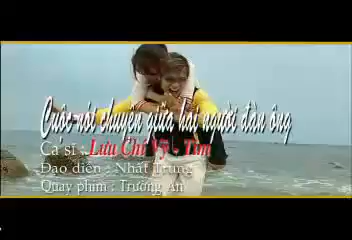 Cuộc nói chuyện giữa hai người đàn ông
Ca sĩ : Lưu Chí Vỹ - Tim
Đạo diễn : Nhất Trung
Quay phim : Trường An